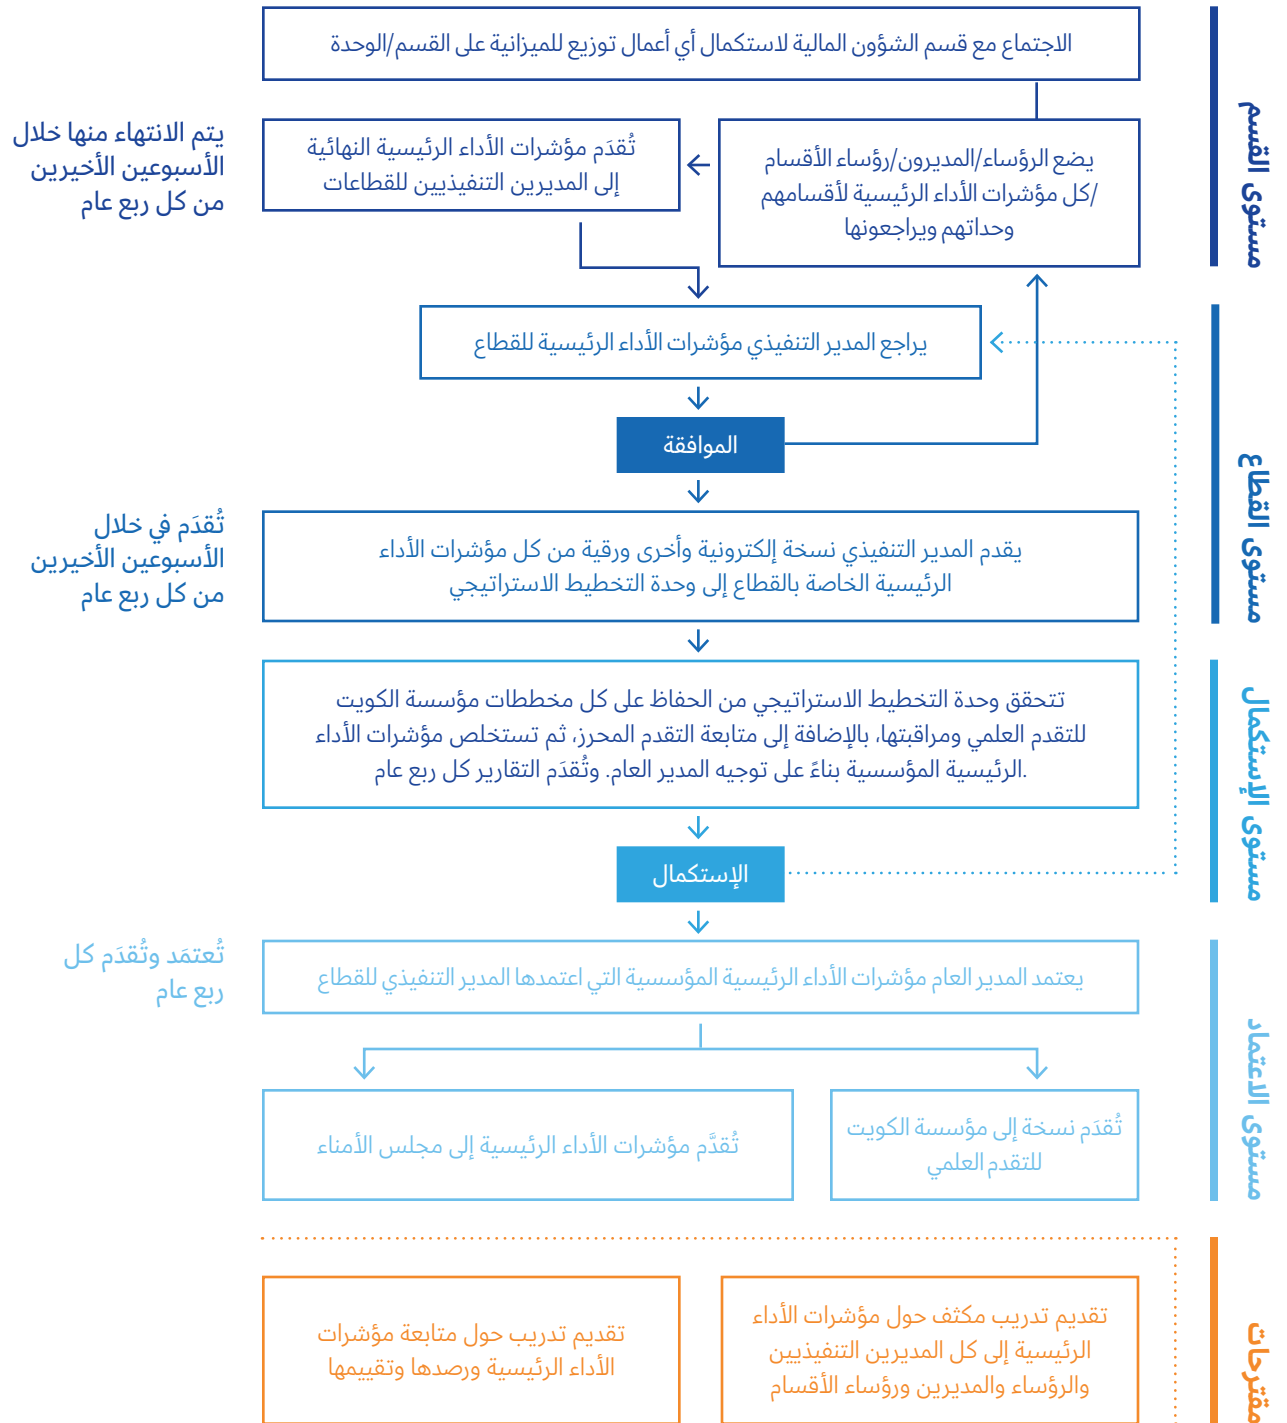 مستوى القسم
الاجتماع مع قسم الشؤون المالية لاستكمال أي أعمال توزيع للميزانية على القسم/الوحدة
يضع الرؤساء/المديرون/رؤساء الأقسام
/كل مؤشرات الأداء الرئيسية لأقسامهم
وحداتهم ويراجعونها
تُقدَم مؤشرات الأداء الرئيسية النهائية
إلى المديرين التنفيذيين للقطاعات
يتم الانتهاء منها خلال
الأسبوعين الأخيرين
من كل ربع عام
مستوى القطاع
يراجع المدير التنفيذي مؤشرات الأداء الرئيسية للقطاع
الموافقة
يقدم المدير التنفيذي نسخة إلكترونية وأخرى ورقية من كل مؤشرات الأداء
الرئيسية الخاصة بالقطاع إلى وحدة التخطيط الاستراتيجي
تُقدَم في خلال
الأسبوعين الأخيرين
من كل ربع عام
مستوى الإستكمال
تتحقق وحدة التخطيط الاستراتيجي من الحفاظ على كل مخططات مؤسسة الكويت
للتقدم العلمي ومراقبتها، بالإضافة إلى متابعة التقدم المحرز، ثم تستخلص مؤشرات الأداء
.الرئيسية المؤسسية بناءً على توجيه المدير العام. وتُقدَم التقارير كل ربع عام
الإستكمال
مستوى الاعتماد
يعتمد المدير العام مؤشرات الأداء الرئيسية المؤسسية التي اعتمدها المدير التنفيذي للقطاع
تُعتمَد وتُقدَم كل
ربع عام
تُقدَم نسخة إلى مؤسسة الكويت
للتقدم العلمي
تُقدَّم مؤشرات الأداء الرئيسية إلى مجلس الأمناء
مقترحات
تقديم تدريب مكثف حول مؤشرات الأداء
الرئيسية إلى كل المديرين التنفيذيين
والرؤساء والمديرين ورؤساء الأقسام
تقديم تدريب حول متابعة مؤشرات
الأداء الرئيسية ورصدها وتقييمها